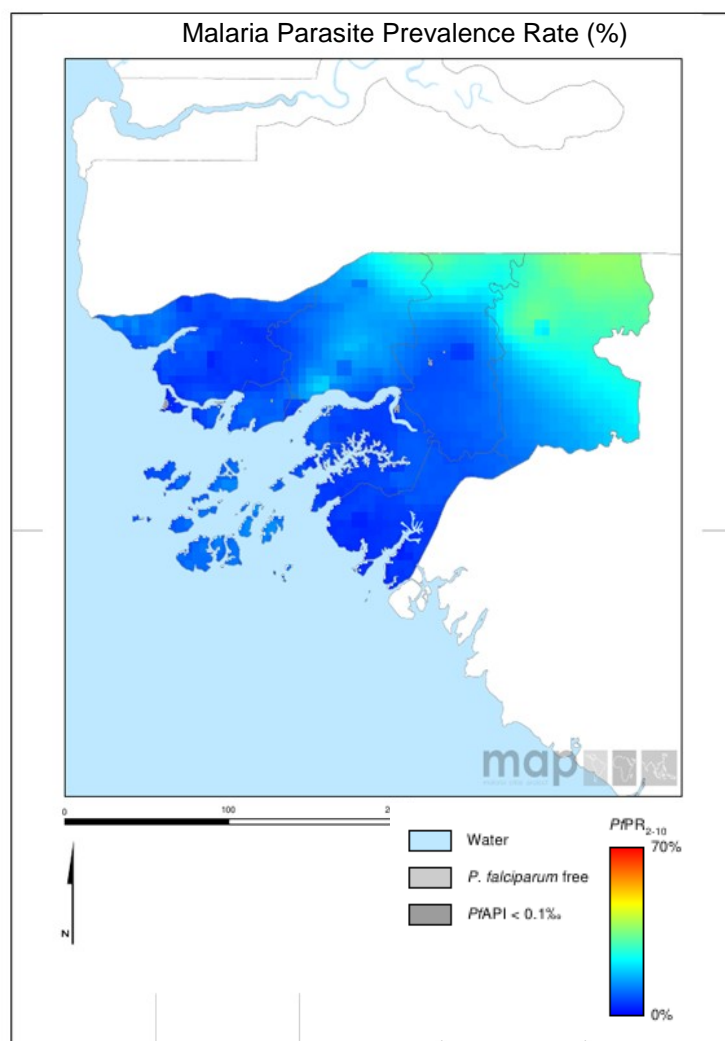 Malaria Parasite Prevalence Rate (%)
map
0 100 2
Water
P. falciparum free
PfAPI < 0.1‰
PfPR2-10
70%
0%
N